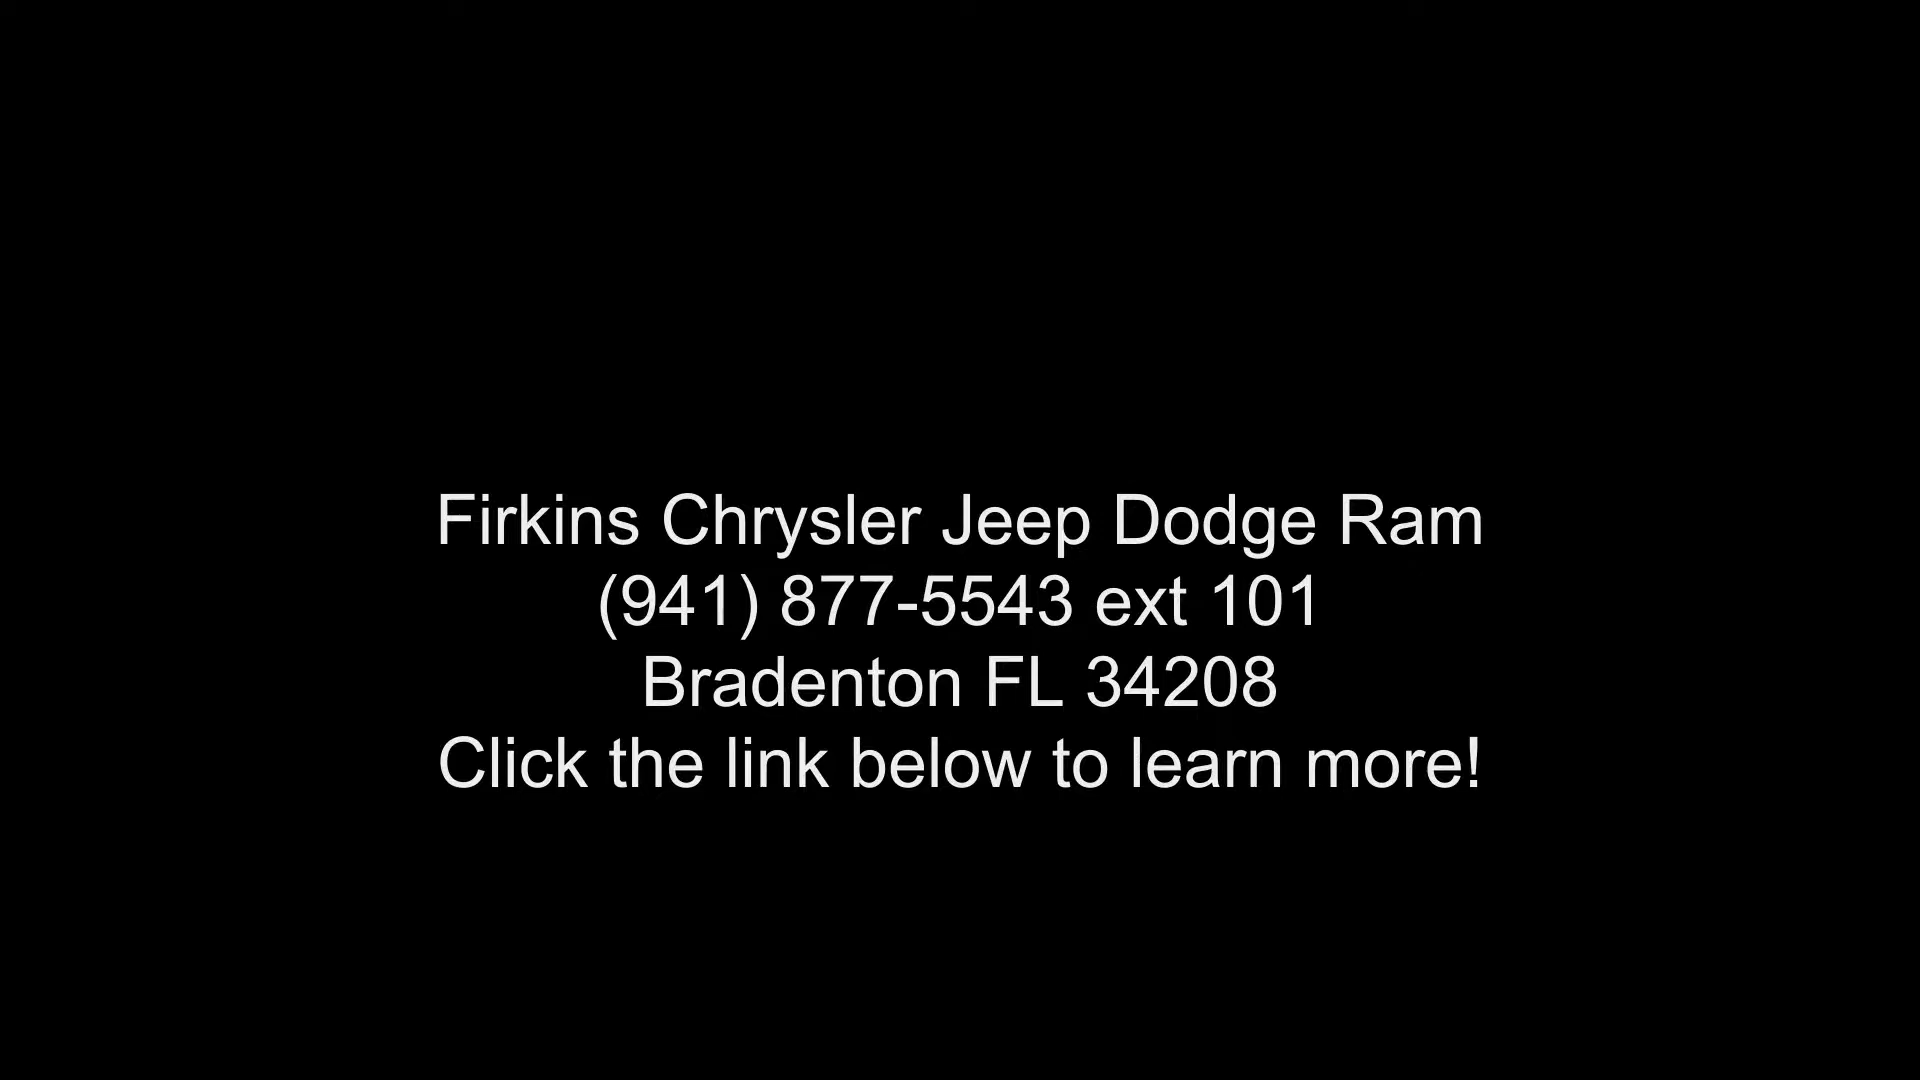 Firkins Chrysler Jeep Dodge Ram
(941) 877-5543 ext 101
Bradenton FL 34208
Click the link below to learn more!